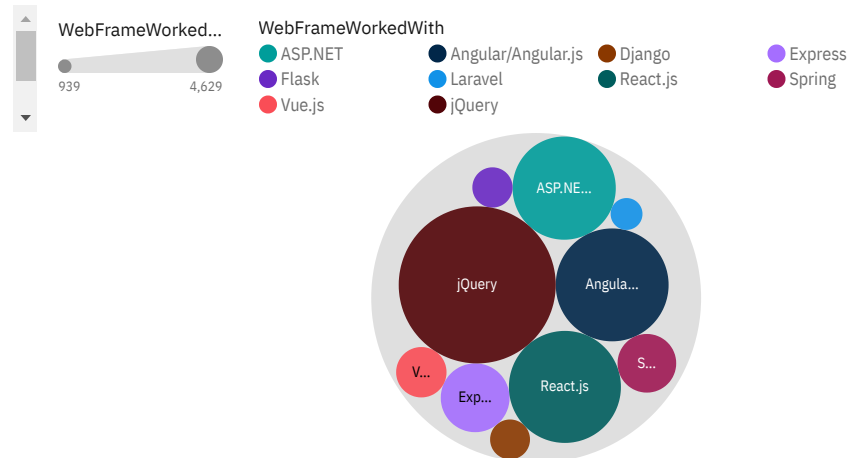 WebFrameWorked...
939 4,629
WebFrameWorkedWith
ASP.NET Angular/Angular.js Django Express
Flask Laravel React.js Spring
Vue.js jQuery
ASP.NE...
jQuery
Angula...
S...
V...
Exp...
React.js